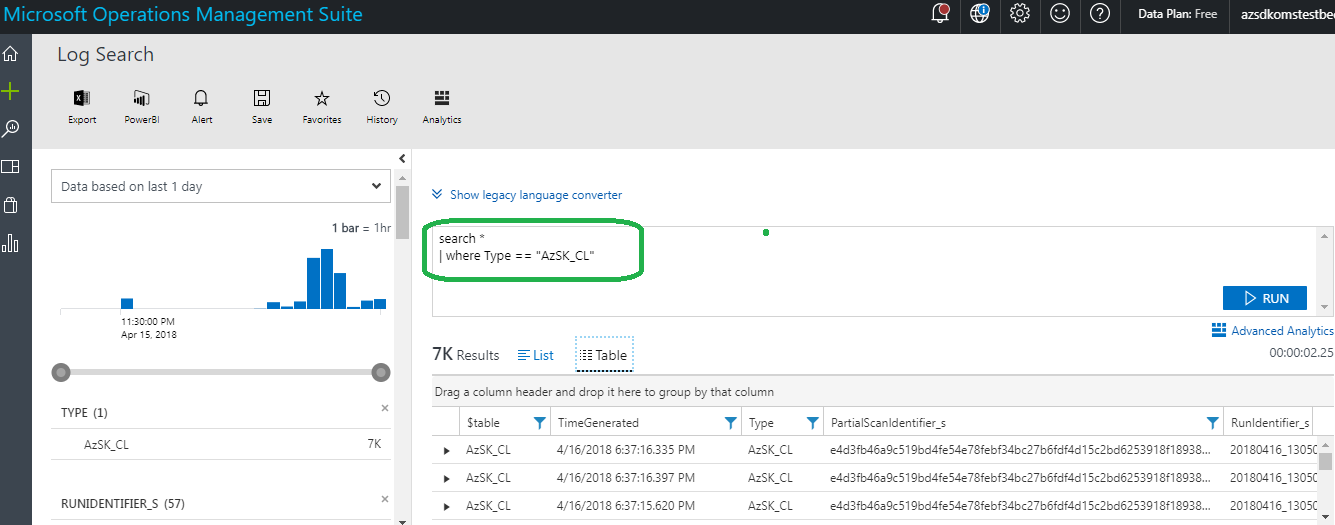 Microsoft Operations Management Suite
Data Plan: Free
azsdkomstestbe
Log Search
Export
PowerBI
Alert
Save
Favorites
History
Analytics
Data based on last 1 day
1 bar = 1hr
11:30:00 PM
Apr 15, 2018
TYPE (1)
AzSK_CL 7K
RUNIDENTIFIER_S (57)
Show legacy language converter
search *
| where Type == "AzSK_CL"
RUN
Advanced Analytics
7K Results
List
Table
00:00:02.25
Drag a column header and drop it here to group by that column
$table TimeGenerated Type PartialScanIdentifier_s RunIdentifier_s
AzSK_CL 4/16/2018 6:37:16.335 PM AzSK_CL e4d3fb46a9c519bd4fe54e78febf34bc27b6fdf4d15c2bd6253918f18938... 20180416_13050
AzSK_CL 4/16/2018 6:37:16.397 PM AzSK_CL e4d3fb46a9c519bd4fe54e78febf34bc27b6fdf4d15c2bd6253918f18938... 20180416_13050
AzSK_CL 4/16/2018 6:37:15.620 PM AzSK_CL e4d3fb46a9c519bd4fe54e78febf34bc27b6fdf4d15c2bd6253918f18938... 20180416_13050